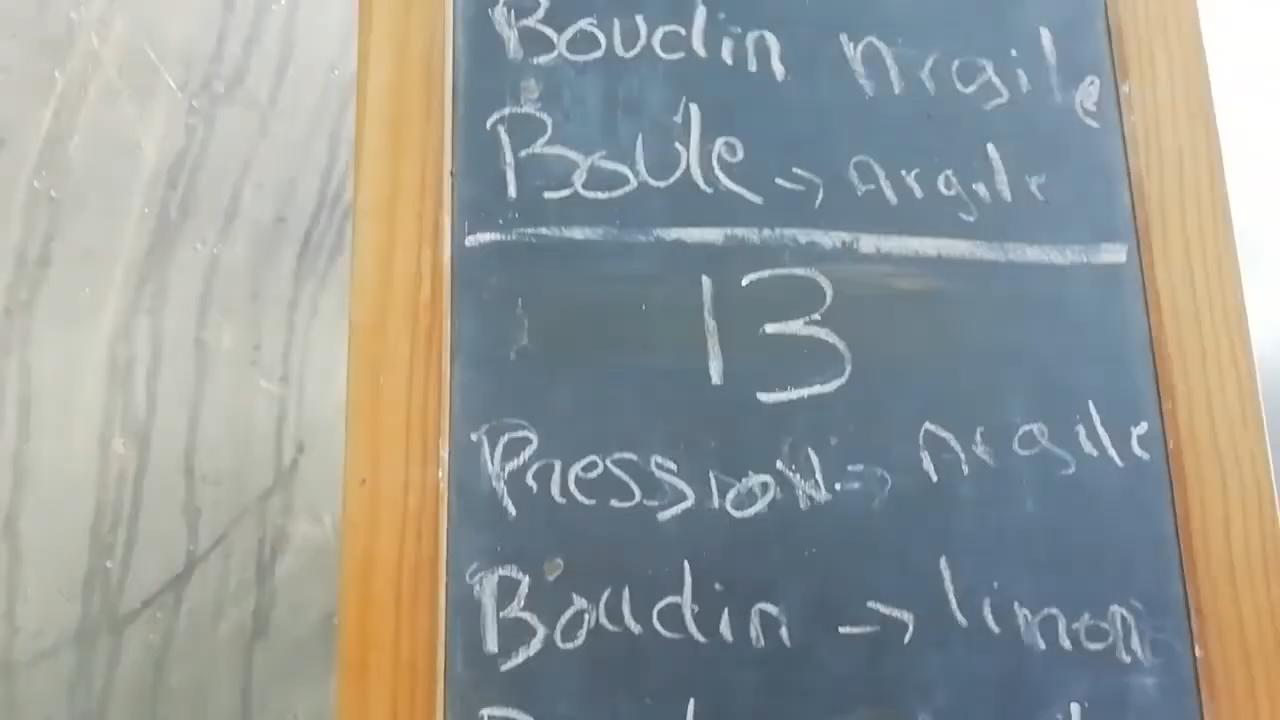 Boudin Argile
Boule → Argile
13
Pression → Argile
Boudin → limon